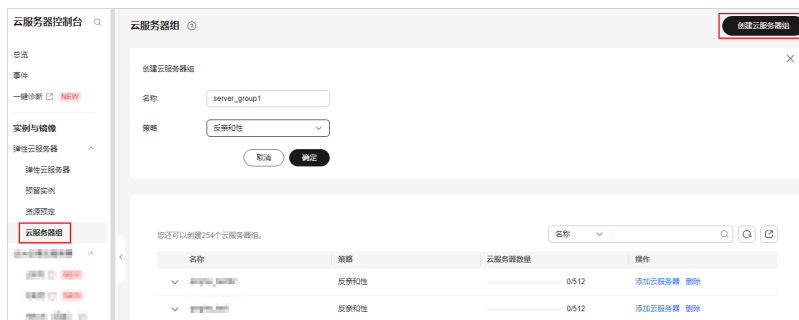 云服务器控制台
总览
事件
一键诊断 NEW
实例与镜像
弹性云服务器
弹性云服务器
预留实例
资源预定
云服务器组
云服务器组 ?
创建云服务器组
创建云服务器组
名称 server_group1
策略 反亲和性
取消 确定
您还可以创建254个云服务器组。
名称
名称 策略 云服务器数量 操作
反亲和性 0/512 添加云服务器 删除
反亲和性 0/512 添加云服务器 删除